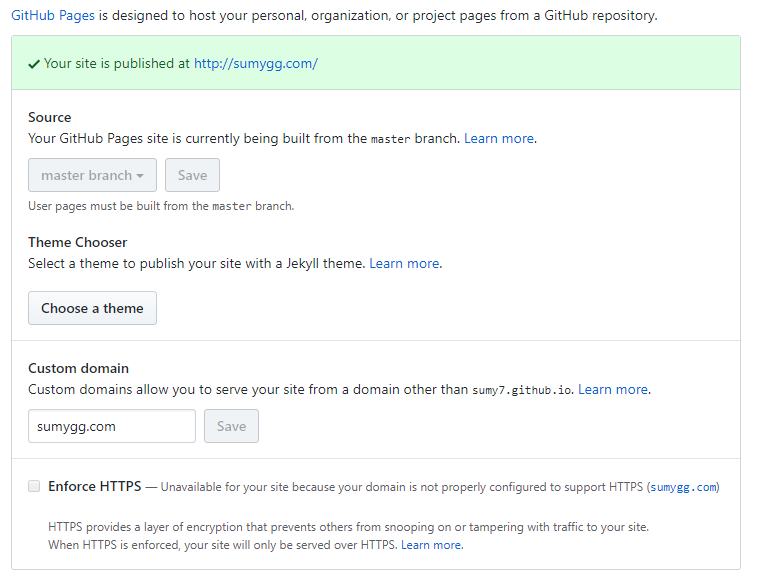 GitHub Pages is designed to host your personal, organization, or project pages from a GitHub repository.
Your site is published at http://sumygg.com/
Source
Your GitHub Pages site is currently being built from the master branch. Learn more.
master branch Save
User pages must be built from the master branch.
Theme Chooser
Select a theme to publish your site with a Jekyll theme. Learn more.
Choose a theme
Custom domain
Custom domains allow you to serve your site from a domain other than sumy7.github.io. Learn more.
sumygg.com Save
Enforce HTTPS — Unavailable for your site because your domain is not properly configured to support HTTPS (sumygg.com)
HTTPS provides a layer of encryption that prevents others from snooping on or tampering with traffic to your site.
When HTTPS is enforced, your site will only be served over HTTPS. Learn more.